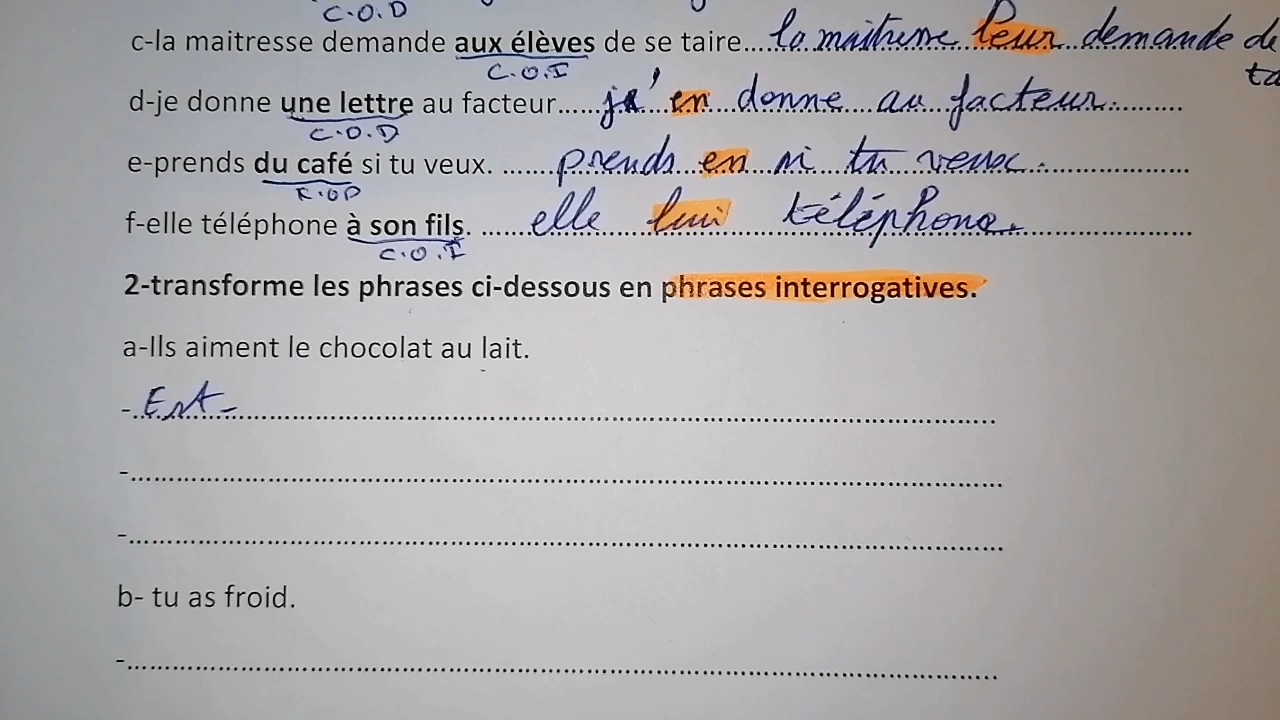 C.O.D
c-la maitresse demande aux élèves de se taire... la maitresse leur demande de
C.O.I
ta
d-je donne une lettre au facteur...... j'en donne au facteur.
C.O.D
e-prends du café si tu veux. ...... prends en si tu veux.
C.O.D
f-elle téléphone à son fils. ...... elle lui téléphone.
C.O.I
2-transforme les phrases ci-dessous en phrases interrogatives.
a-Ils aiment le chocolat au lait.
- Est-
-
-
b- tu as froid.
-